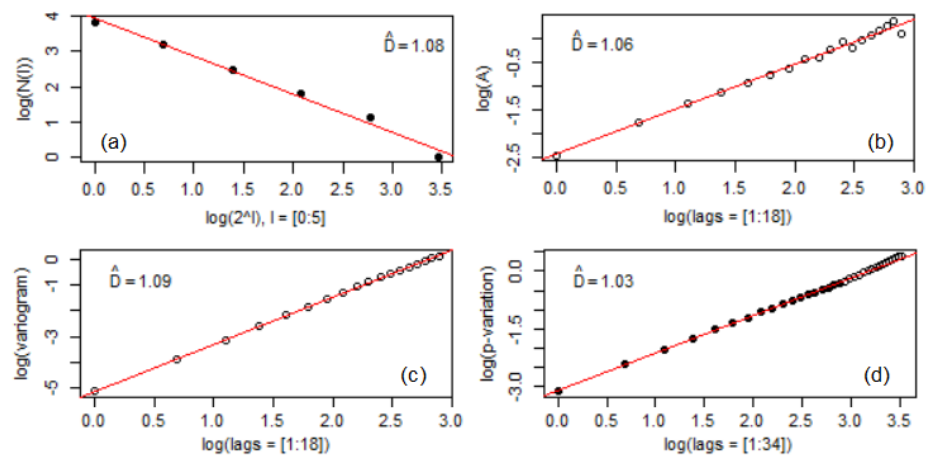 log(N(l))
4
3
2
1
0
D̂ = 1.08
(a)
0.0 0.5 1.0 1.5 2.0 2.5 3.0 3.5
log(2^l), l = [0:5]
log(A)
-0.5
-1.5
-2.5
D̂ = 1.06
(b)
0.0 0.5 1.0 1.5 2.0 2.5 3.0
log(lags = [1:18])
log(variogram)
0
-1
-3
-5
D̂ = 1.09
(c)
0.0 0.5 1.0 1.5 2.0 2.5 3.0
log(lags = [1:18])
log(p-variation)
0.0
-1.5
-3.0
D̂ = 1.03
(d)
0.0 0.5 1.0 1.5 2.0 2.5 3.0 3.5
log(lags = [1:34])